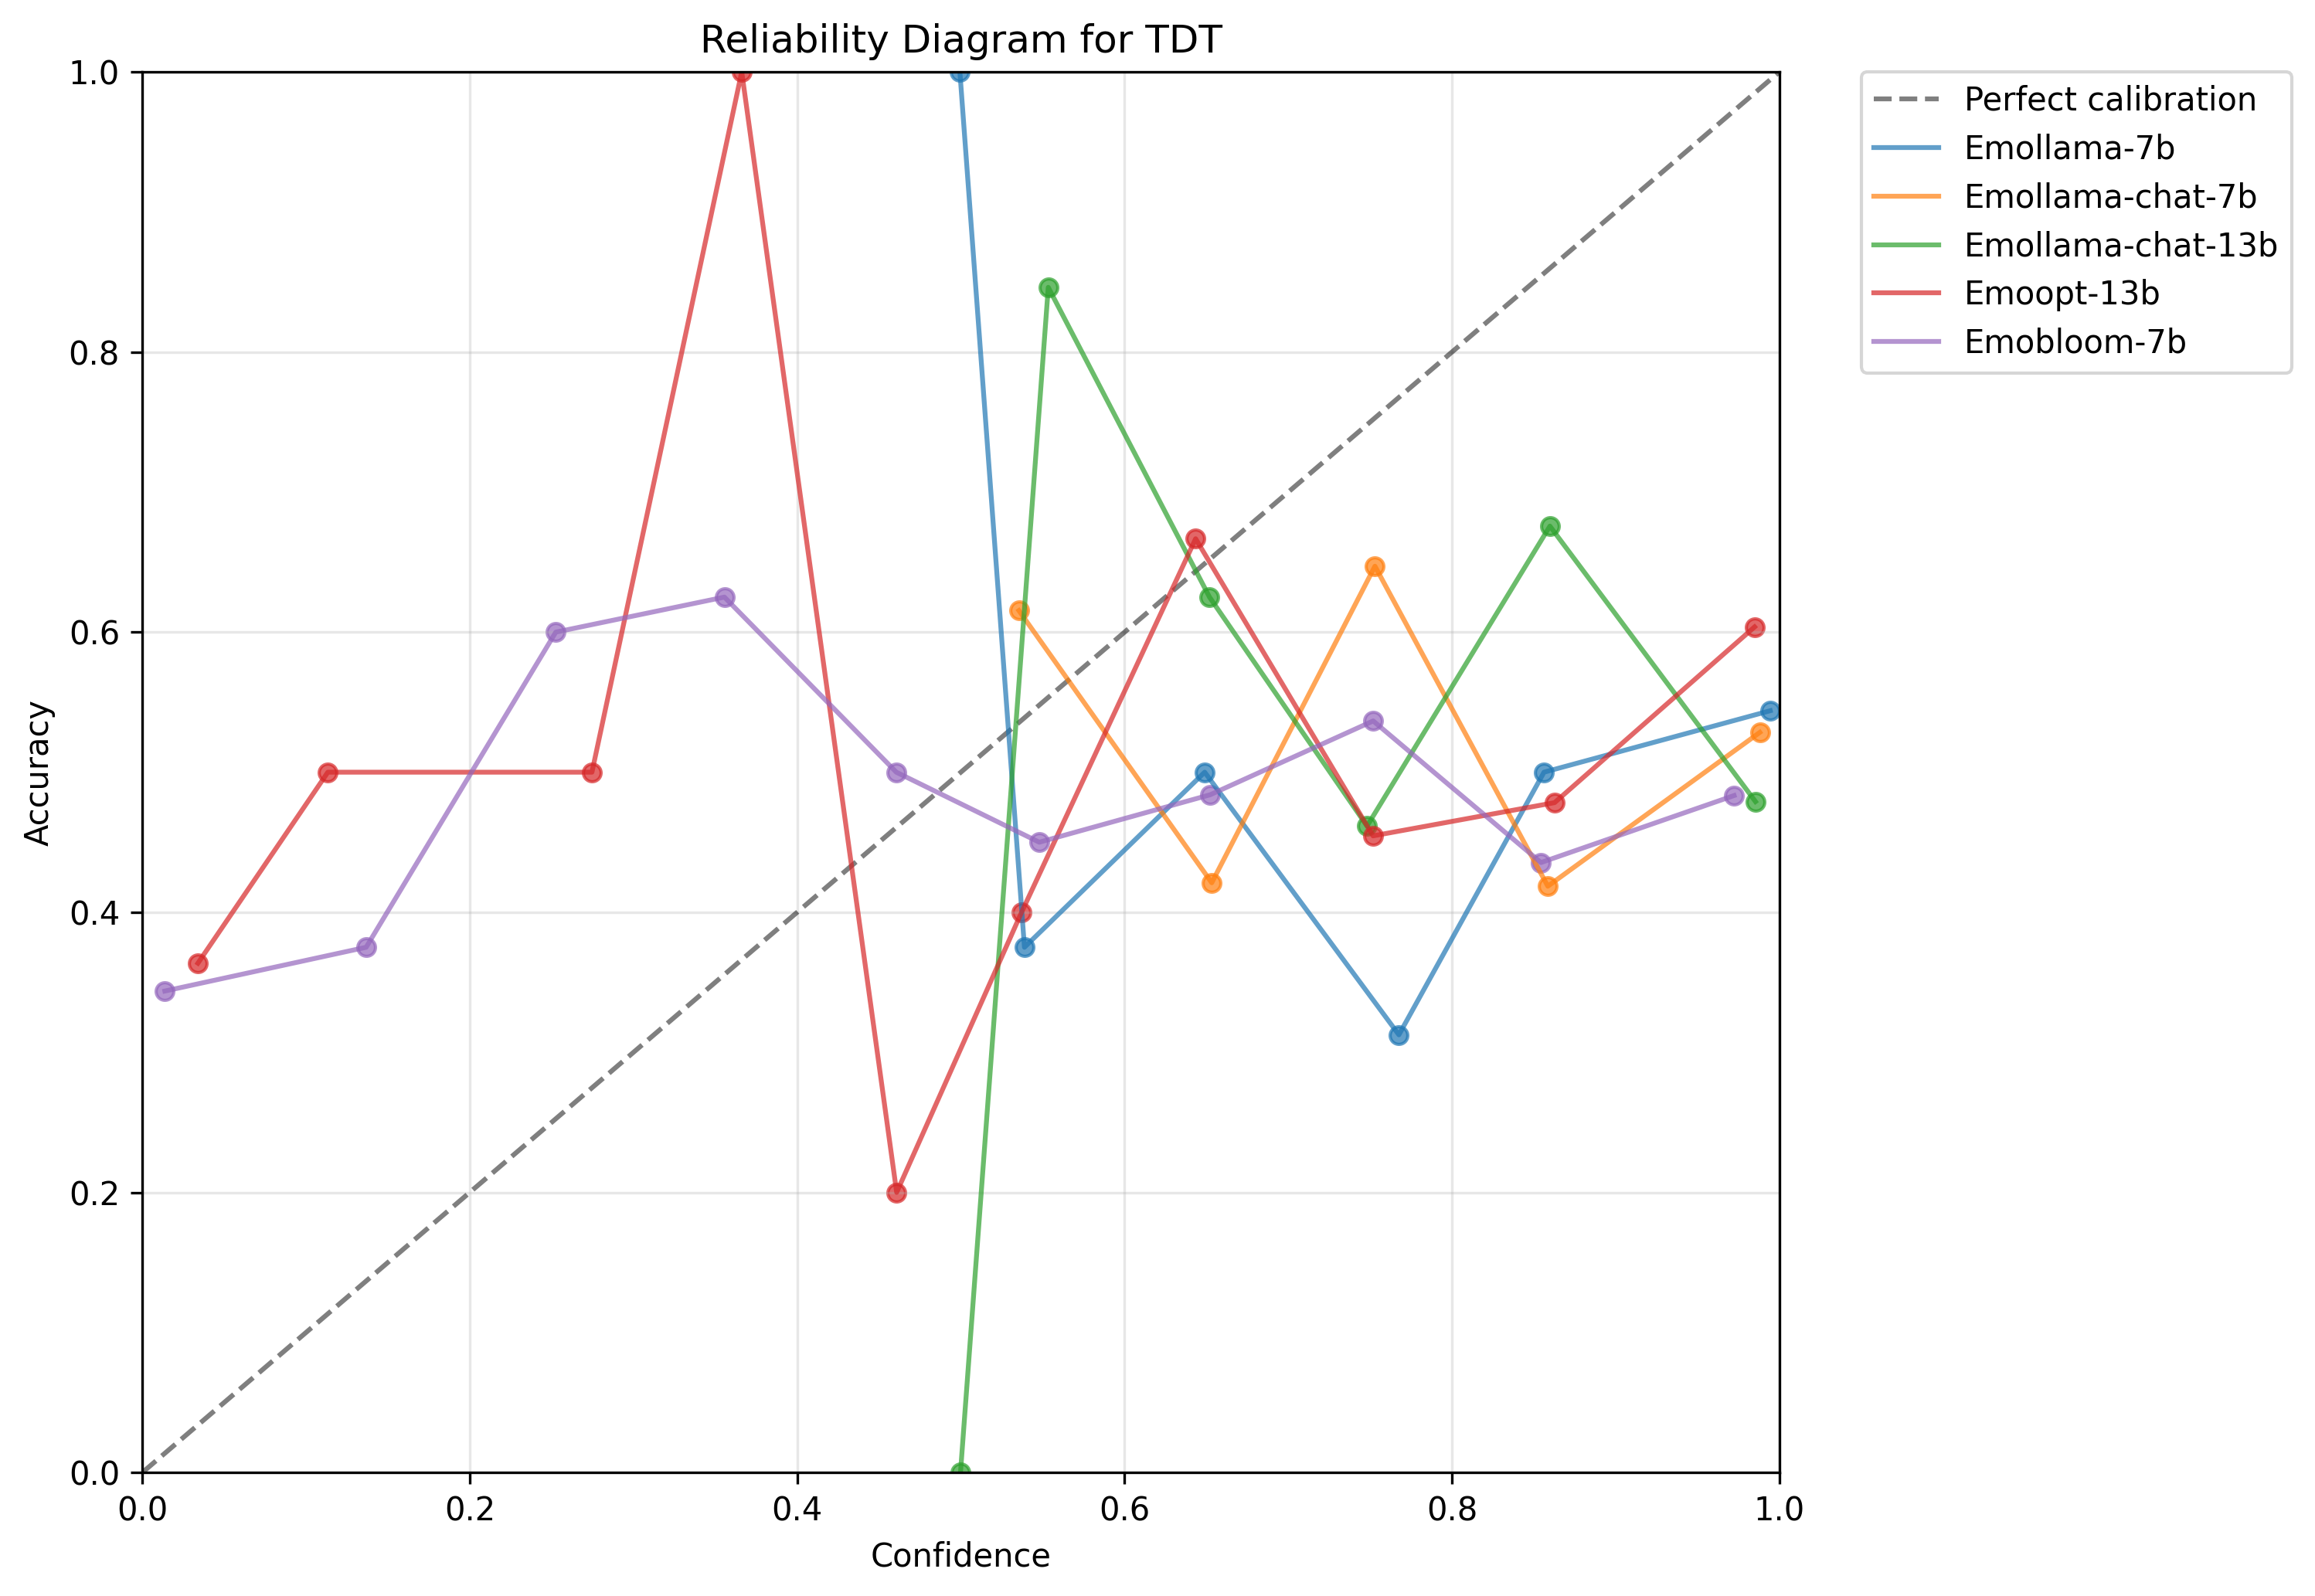 Reliability Diagram for TDT
1.0
0.8
0.6
0.4
0.2
0.0
Accuracy
0.0 0.2 0.4 0.6 0.8 1.0
Confidence
Perfect calibration
Emollama-7b
Emollama-chat-7b
Emollama-chat-13b
Emoopt-13b
Emobloom-7b